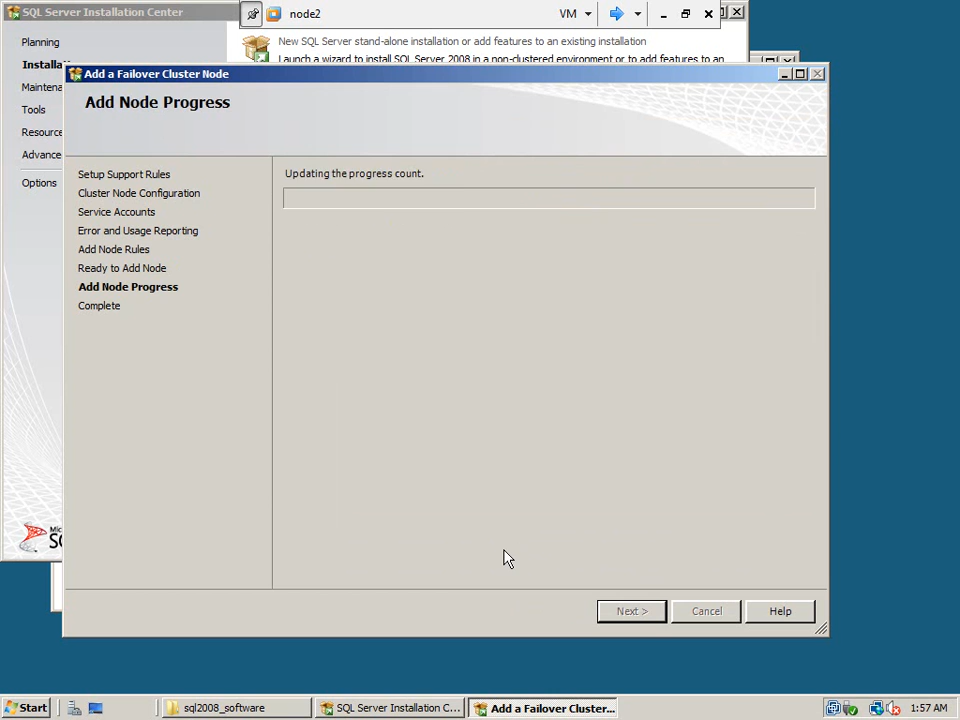 SQL Server Installation Center
node2
VM
Planning
New SQL Server stand-alone installation or add features to an existing installation
Launch a wizard to install SQL Server 2008 in a non-clustered environment or to add features to an
Installa
Add a Failover Cluster Node
Maintena
Add Node Progress
Tools
Resource
Advance
Options
Setup Support Rules
Cluster Node Configuration
Service Accounts
Error and Usage Reporting
Add Node Rules
Ready to Add Node
Add Node Progress
Complete
Updating the progress count.
Next >
Cancel
Help
Start
sql2008_software
SQL Server Installation C...
Add a Failover Cluster...
1:57 AM